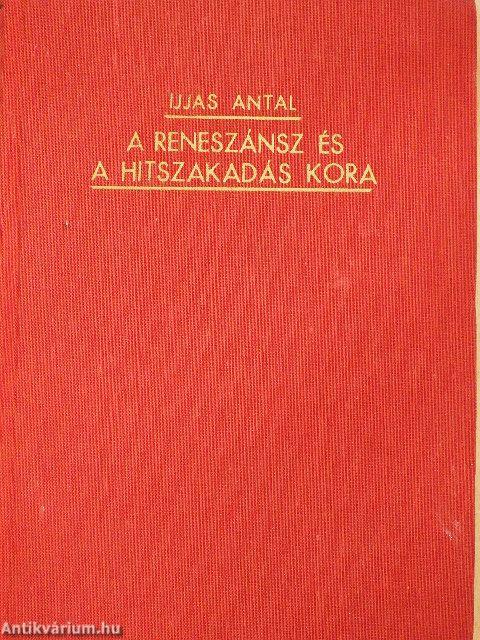 IJJAS ANTAL
A RENESZÁNSZ ÉS
A HITSZAKADÁS KORA
Antikvárium.hu